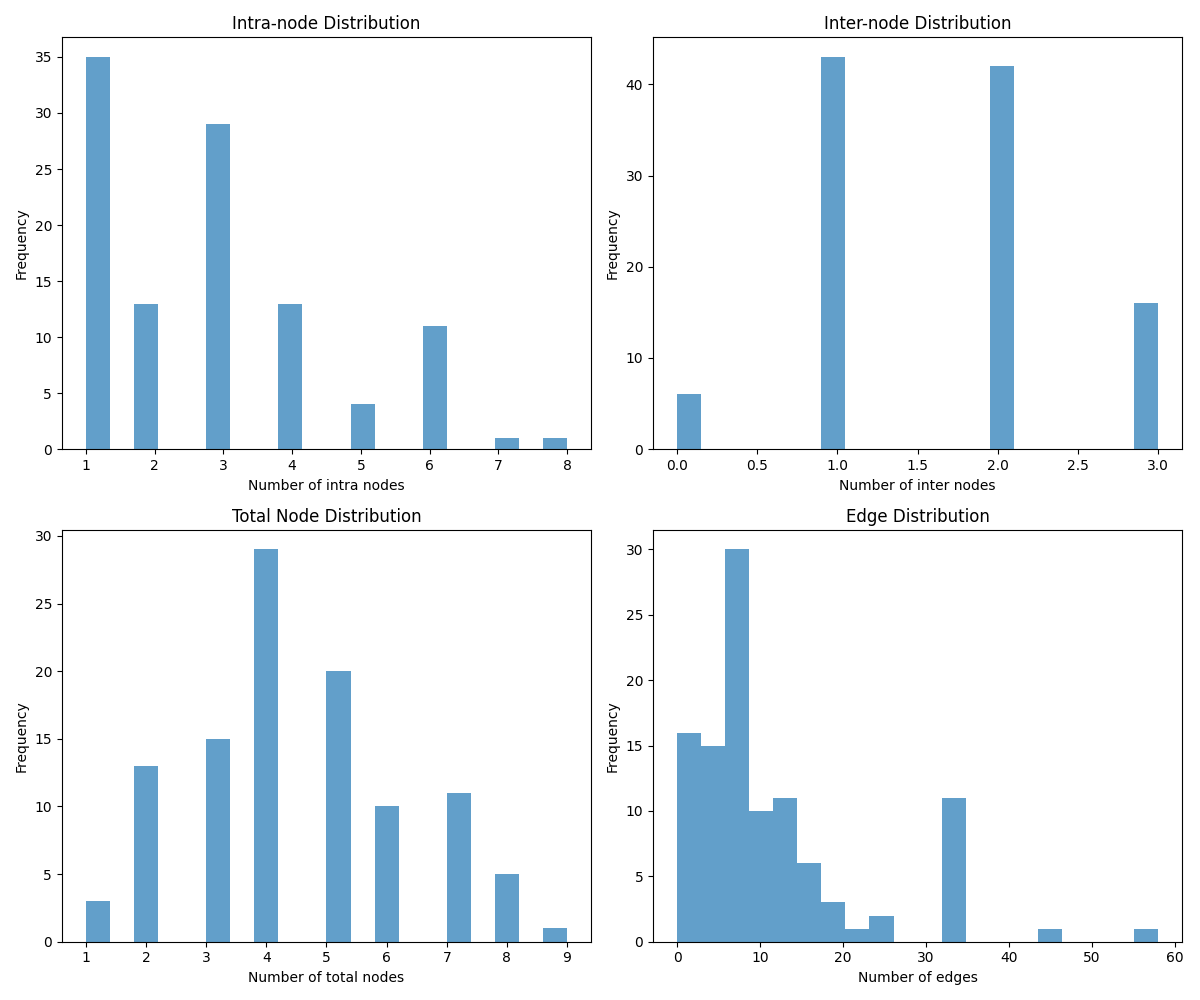 Intra-node Distribution
Frequency
35
30
25
20
15
10
5
0
1 2 3 4 5 6 7 8
Number of intra nodes
Inter-node Distribution
Frequency
40
30
20
10
0
0.0 0.5 1.0 1.5 2.0 2.5 3.0
Number of inter nodes
Total Node Distribution
Frequency
30
25
20
15
10
5
0
1 2 3 4 5 6 7 8 9
Number of total nodes
Edge Distribution
Frequency
30
25
20
15
10
5
0
0 10 20 30 40 50 60
Number of edges